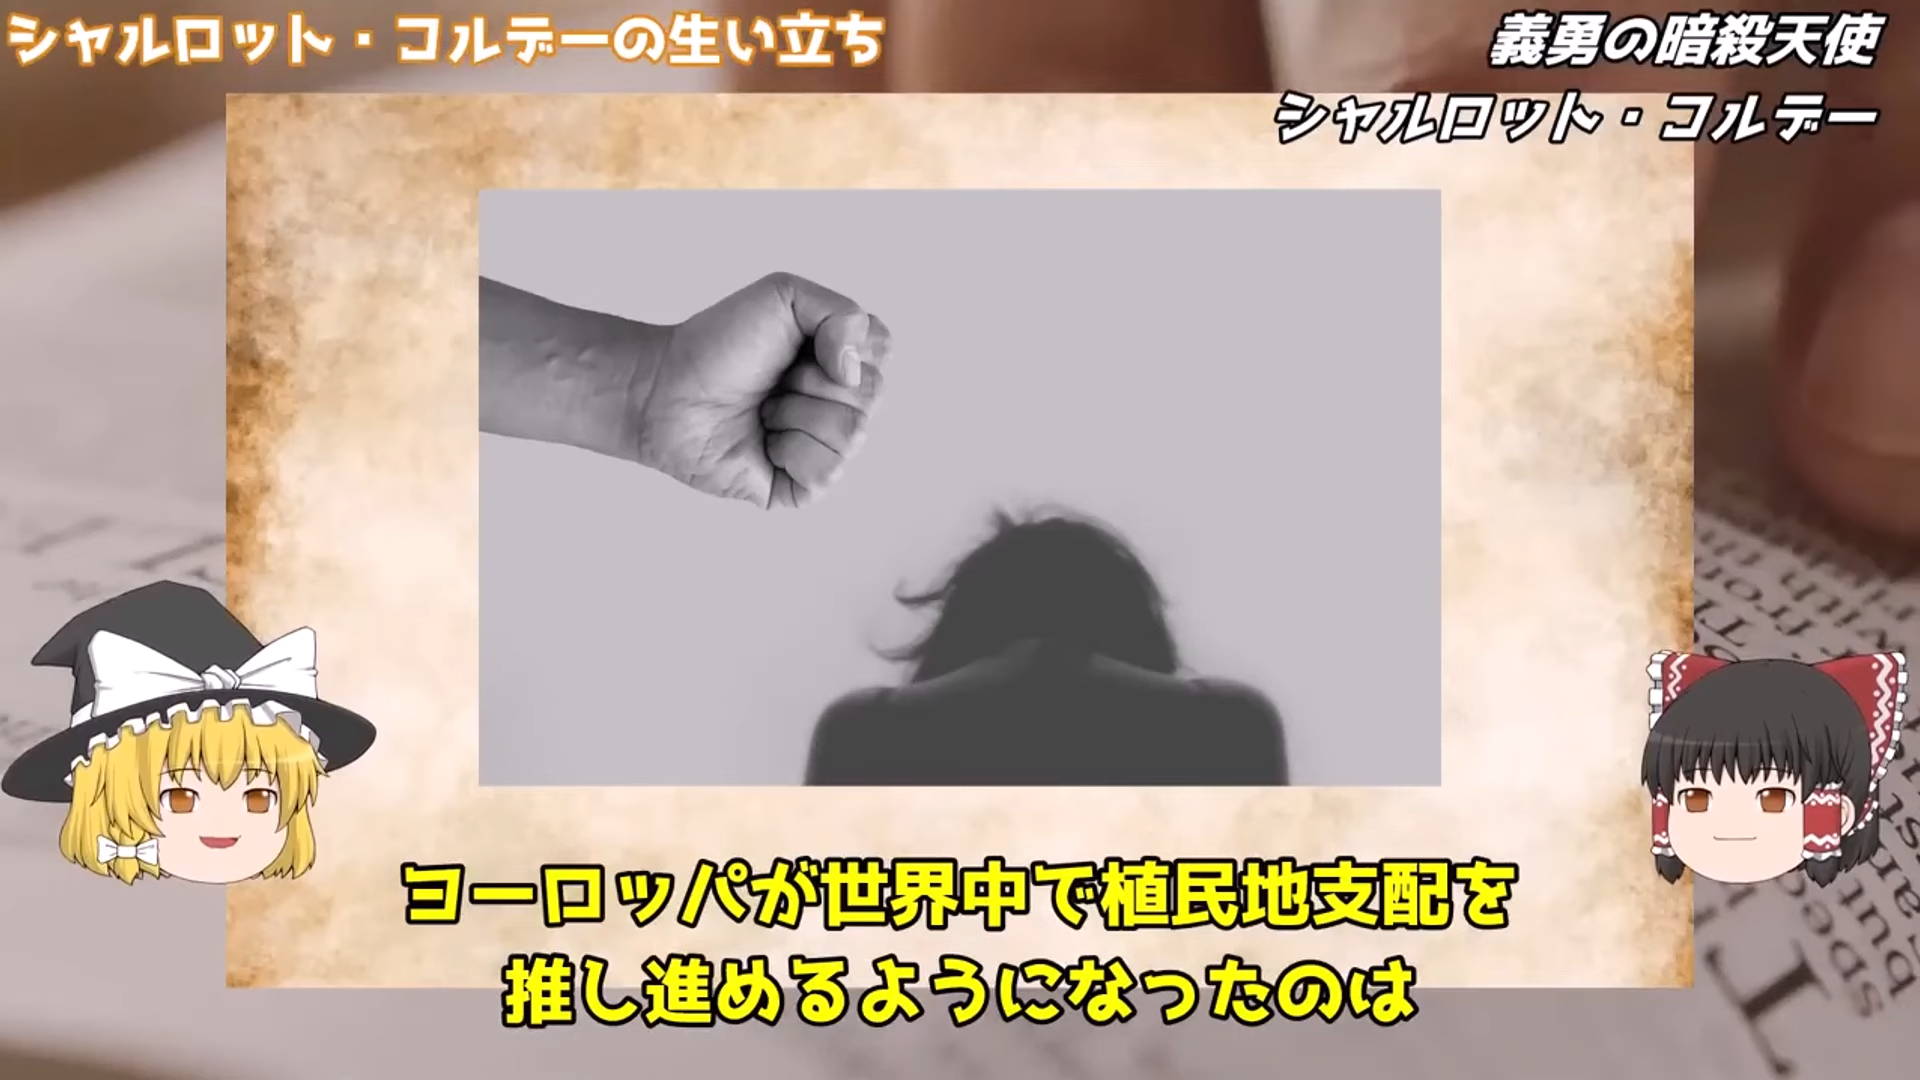 シャルロット・コルデーの生い立ち
義勇の暗殺天使
シャルロット・コルデー
ヨーロッパが世界中で植民地支配を
推し進めるようになったのは